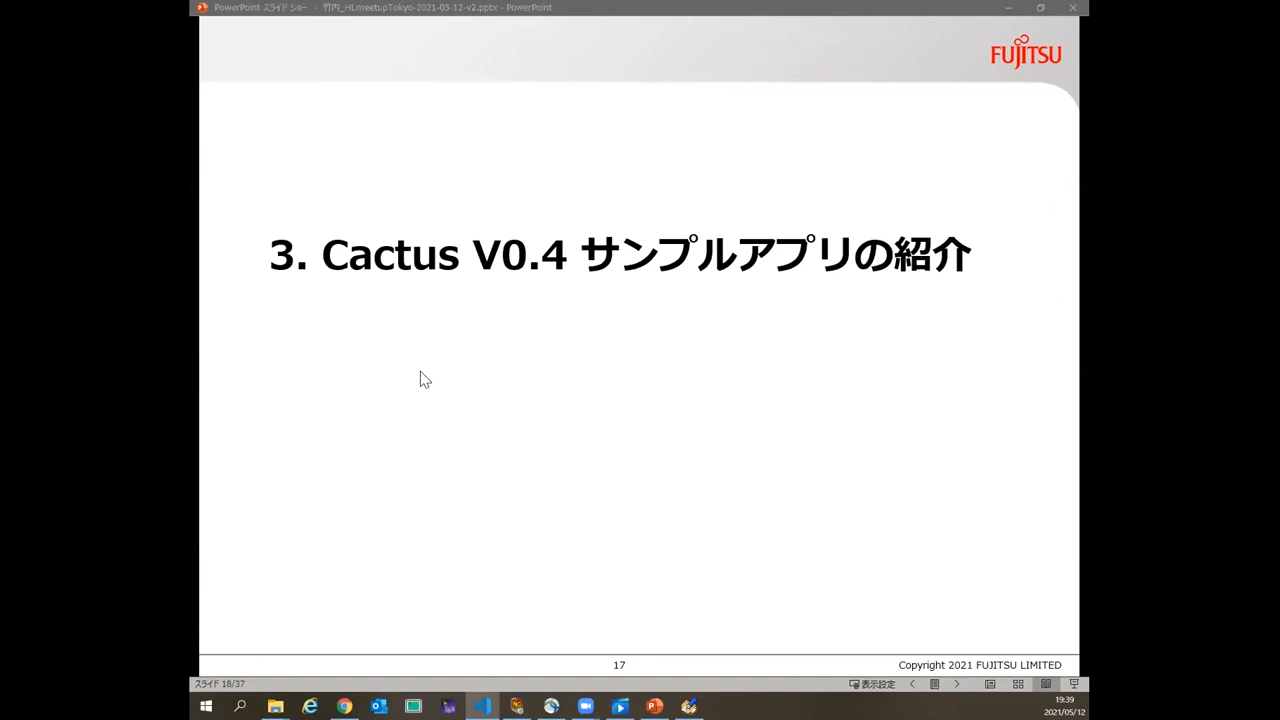 PowerPoint スライド ショー - 竹内_HLmeetupTokyo-2021-05-12-v2.pptx - PowerPoint
FUJITSU
3. Cactus V0.4 サンプルアプリの紹介
17
Copyright 2021 FUJITSU LIMITED
スライド 18/37
表示設定
19:39
2021/05/12